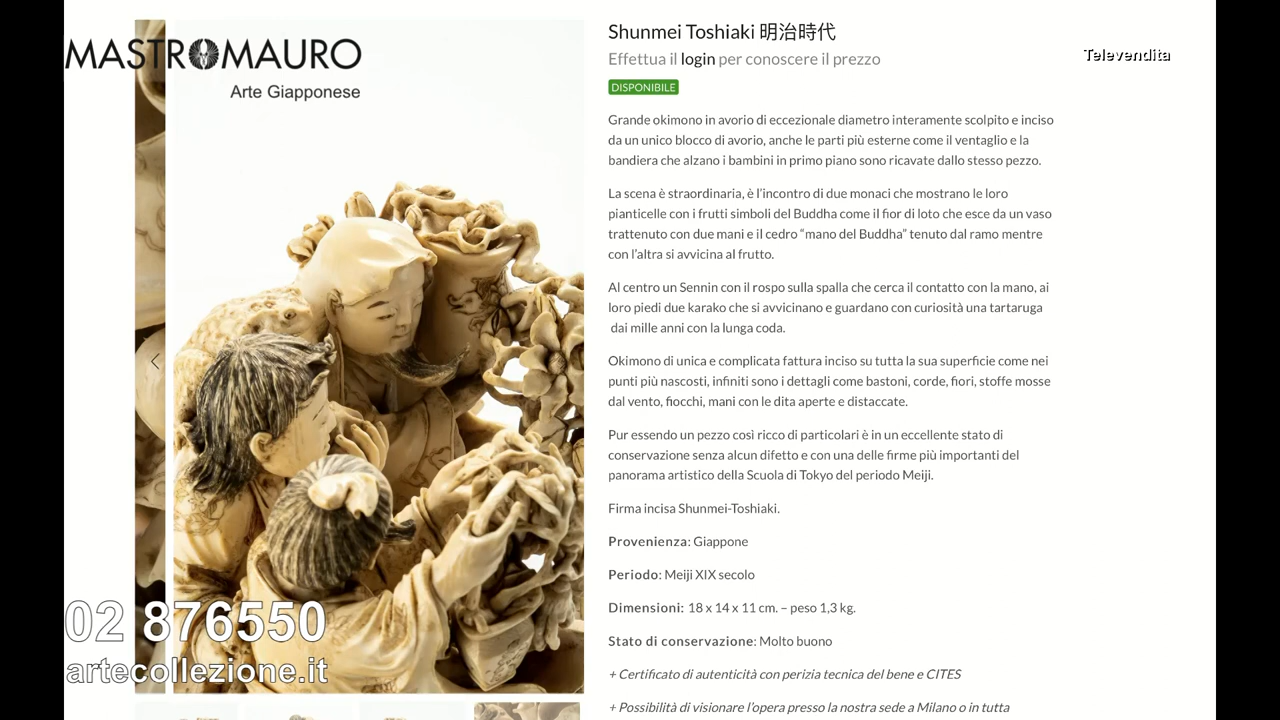 MASTROMAURO
Arte Giapponese
Televendita
Shunmei Toshiaki 明治時代
Effettua il login per conoscere il prezzo
DISPONIBILE
Grande okimono in avorio di eccezionale diametro interamente scolpito e inciso
da un unico blocco di avorio, anche le parti più esterne come il ventaglio e la
bandiera che alzano i bambini in primo piano sono ricavate dallo stesso pezzo.
La scena è straordinaria, è l'incontro di due monaci che mostrano le loro
pianticelle con i frutti simboli del Buddha come il fior di loto che esce da un vaso
trattenuto con due mani e il cedro “mano del Buddha” tenuto dal ramo mentre
con l'altra si avvicina al frutto.
Al centro un Sennin con il rospo sulla spalla che cerca il contatto con la mano, ai
loro piedi due karako che si avvicinano e guardano con curiosità una tartaruga
dai mille anni con la lunga coda.
Okimono di unica e complicata fattura inciso su tutta la sua superficie come nei
punti più nascosti, infiniti sono i dettagli come bastoni, corde, fiori, stoffe mosse
dal vento, fiocchi, mani con le dita aperte e distaccate.
Pur essendo un pezzo così ricco di particolari è in un eccellente stato di
conservazione senza alcun difetto e con una delle firme più importanti del
panorama artistico della Scuola di Tokyo del periodo Meiji.
Firma incisa Shunmei-Toshiaki.
Provenienza: Giappone
Periodo: Meiji XIX secolo
Dimensioni: 18 x 14 x 11 cm. – peso 1,3 kg.
Stato di conservazione: Molto buono
+ Certificato di autenticità con perizia tecnica del bene e CITES
+ Possibilità di visionare l'opera presso la nostra sede a Milano o in tutta
02 876550
artecollezione.it